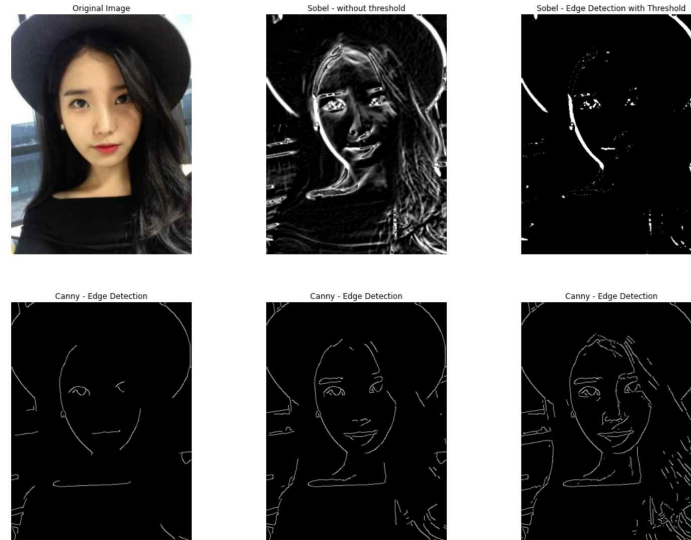 Original Image
Sobel - without threshold
Sobel - Edge Detection with Threshold
Canny - Edge Detection
Canny - Edge Detection
Canny - Edge Detection